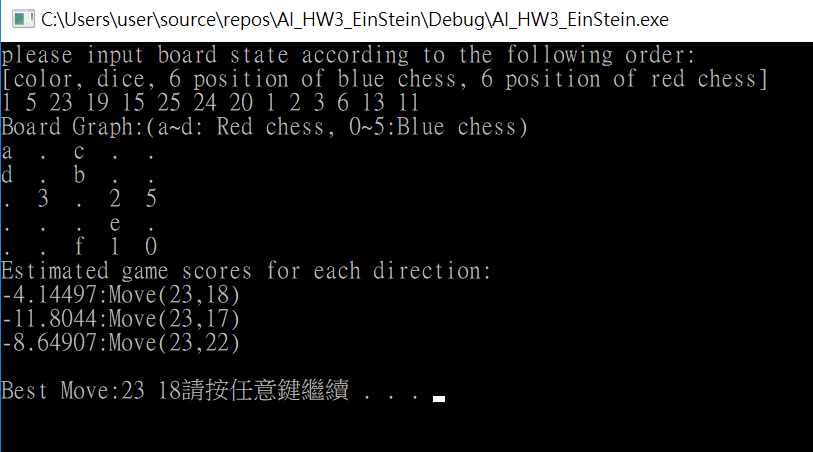 C:\Users\user\source\repos\AI_HW3_EinStein\Debug\AI_HW3_EinStein.exe
please input board state according to the following order:
[color, dice, 6 position of blue chess, 6 position of red chess]
1 5 23 19 15 25 24 20 1 2 3 6 13 11
Board Graph:(a~d: Red chess, 0~5:Blue chess)
a . c . .
d . b . .
. 3 . 2 5
. . . e .
. . f 1 0
Estimated game scores for each direction:
-4.14497:Move(23,18)
-11.8044:Move(23,17)
-8.64907:Move(23,22)
Best Move:23 18請按任意鍵繼續 . . .